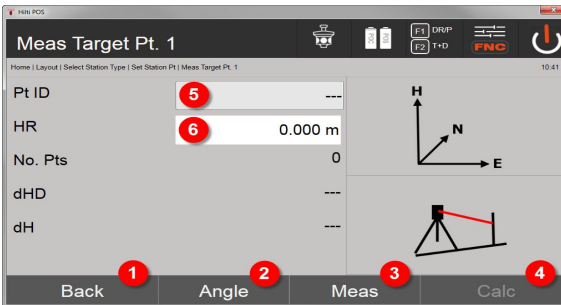 Hilti POS
Meas Target Pt. 1
POC
POS
F1 DR/P
F2 T+D
FNC
Home | Layout | Select Station Type | Set Station Pt | Meas Target Pt. 1
10:41
Pt ID
5
---
HR
6
0.000 m
No. Pts
0
dHD
---
dH
---
H
N
E
1
2
3
4
Back
Angle
Meas
Calc